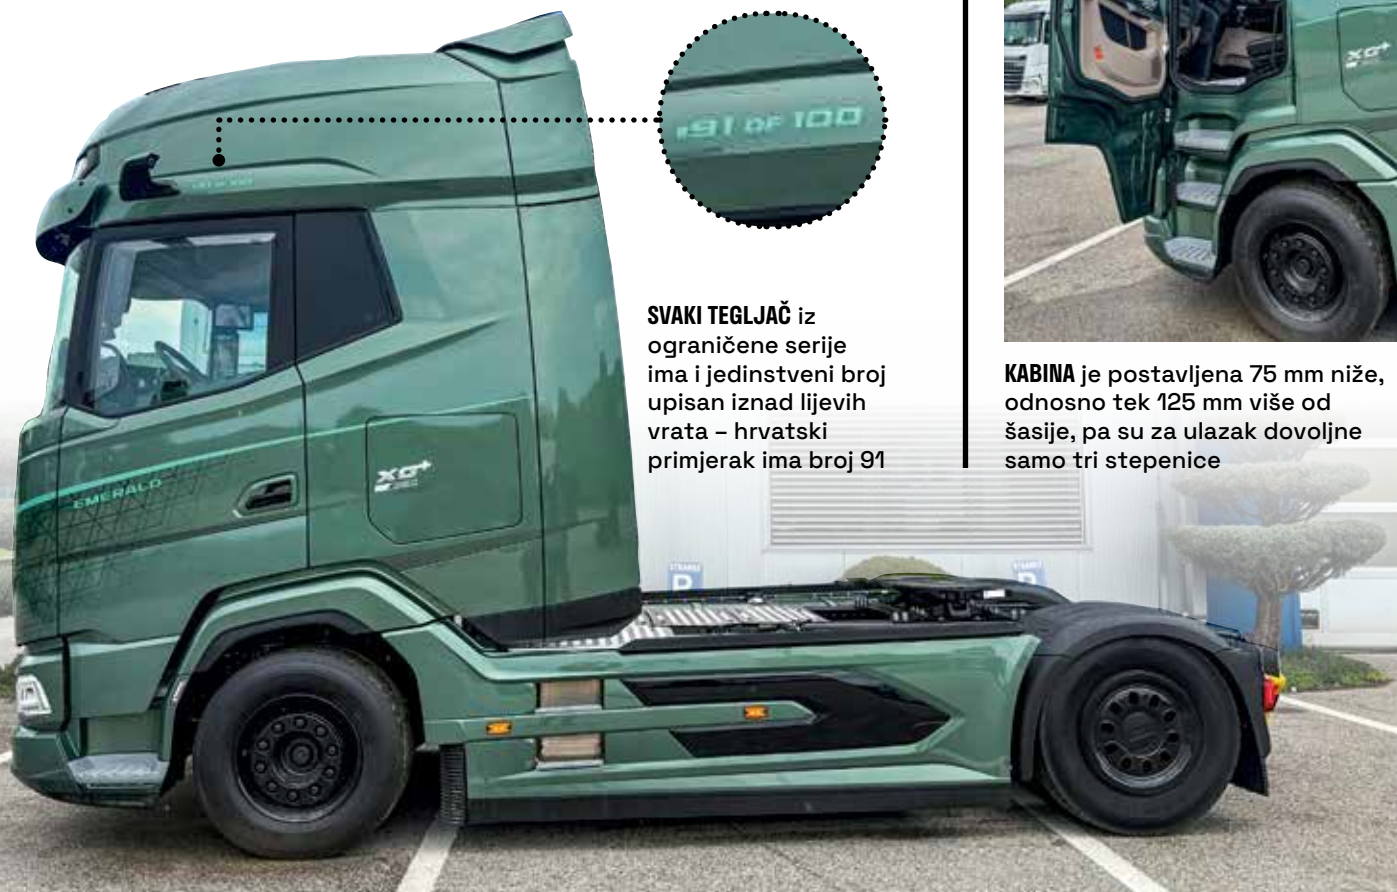 #91 OF 100
SVAKI TEGLJAČ iz
ograničene serije
ima i jedinstveni broj
upisan iznad lijevih
vrata – hrvatski
primjerak ima broj 91
XG+
KABINA je postavljena 75 mm niže,
odnosno tek 125 mm više od
šasije, pa su za ulazak dovoljne
samo tri stepenice
EMERALD
XG+
STRANKE
P